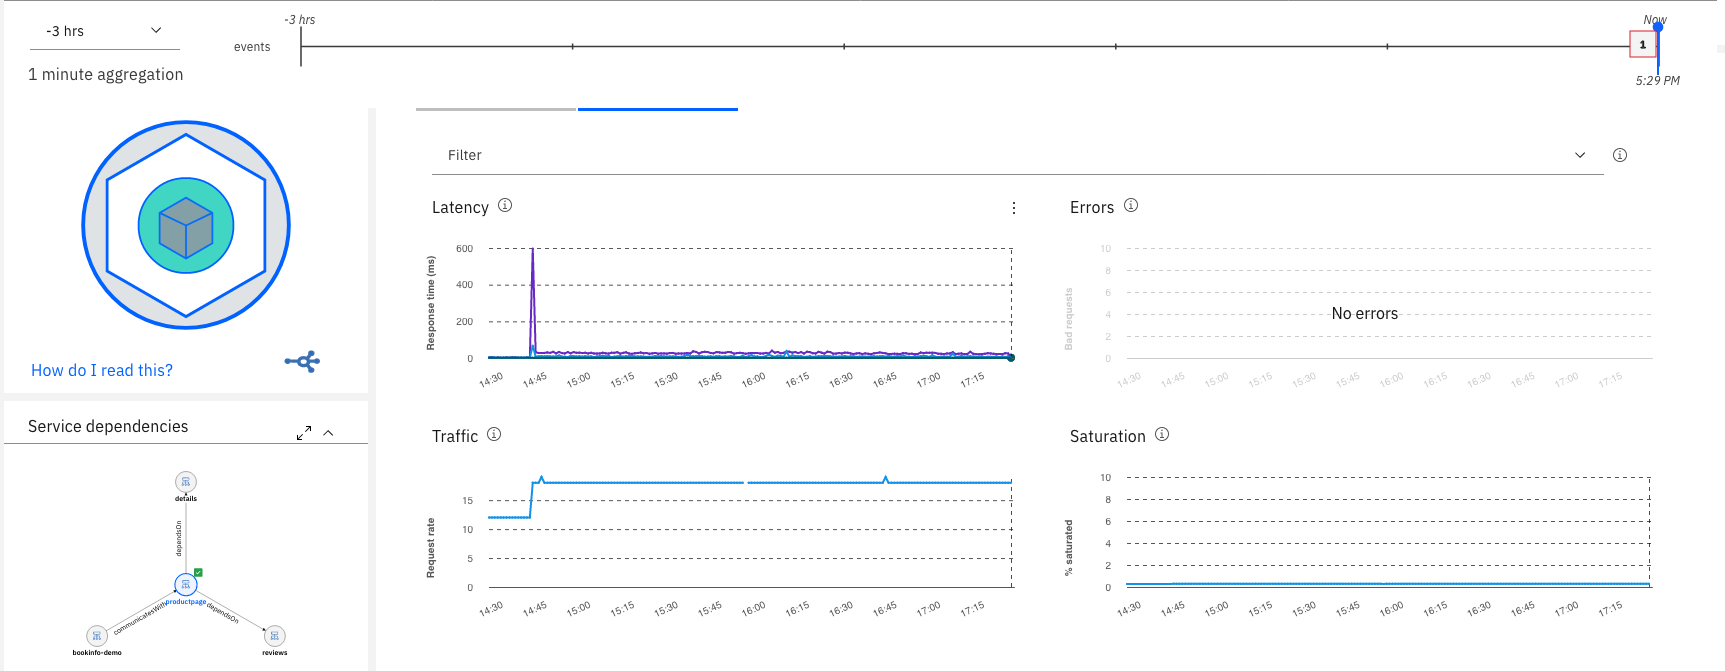 -3 hrs
-3 hrs
Now
events
1
1 minute aggregation
5:29 PM
Filter
Latency
Errors
600
400
200
0
Response time (ms)
14:30 14:45 15:00 15:15 15:30 15:45 16:00 16:15 16:30 16:45 17:00 17:15
10
8
6
4
2
0
Bad requests
No errors
14:30 14:45 15:00 15:15 15:30 15:45 16:00 16:15 16:30 16:45 17:00 17:15
How do I read this?
Service dependencies
details
dependsOn
productpage
communicatesWith
dependsOn
bookinfo-demo
reviews
Traffic
Saturation
15
10
5
0
Request rate
14:30 14:45 15:00 15:15 15:30 15:45 16:00 16:15 16:30 16:45 17:00 17:15
10
8
6
4
2
0
% saturated
14:30 14:45 15:00 15:15 15:30 15:45 16:00 16:15 16:30 16:45 17:00 17:15